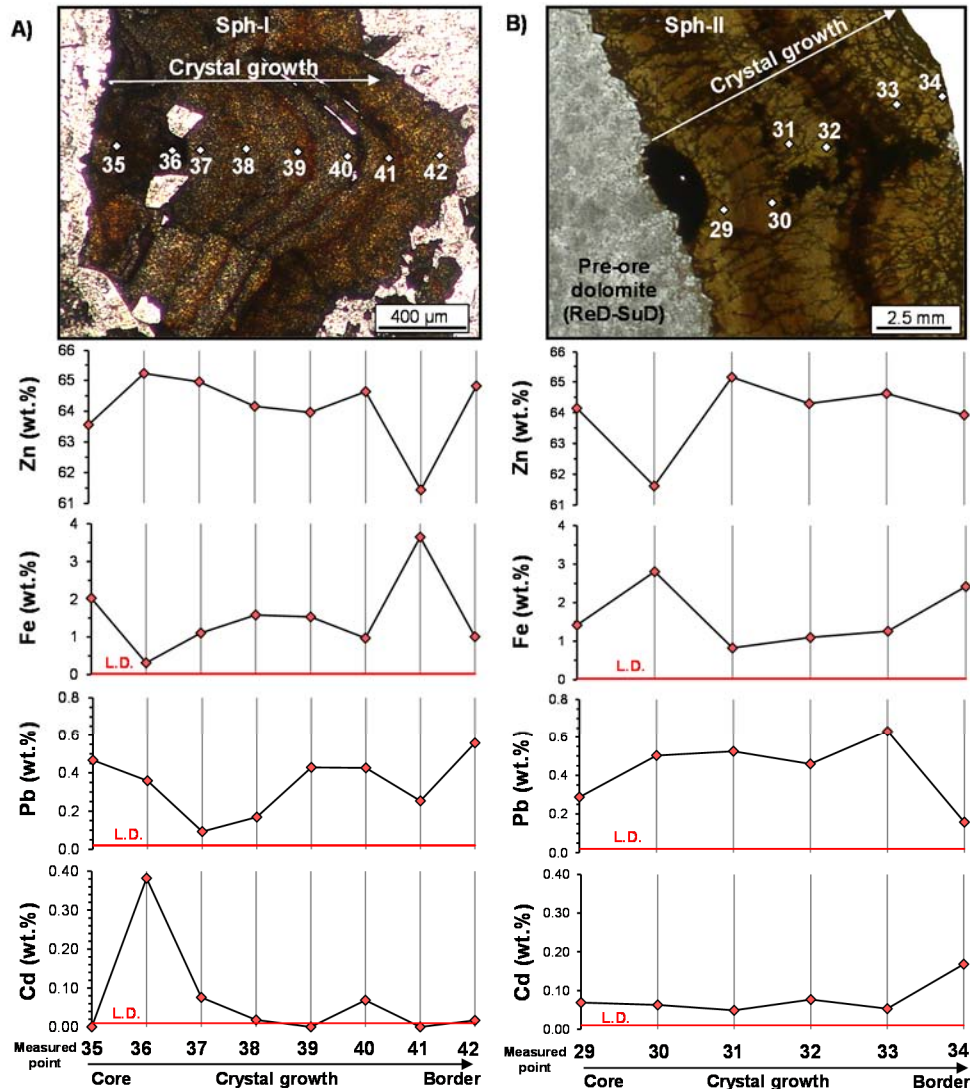 A)
Sph-I
Crystal growth
35 36 37 38 39 40 41 42
400 µm
B)
Sph-II
Crystal growth
34
33
31 32
30
29
Pre-ore
dolomite
(ReD-SuD)
2.5 mm
Zn (wt.%)
66
65
64
63
62
61
Fe (wt.%)
4
3
2
1
0
L.D.
Pb (wt.%)
0.8
0.6
0.4
0.2
0.0
L.D.
Cd (wt.%)
0.40
0.30
0.20
0.10
0.00
L.D.
Measured
point
35 36 37 38 39 40 41 42
Core Crystal growth Border
Zn (wt.%)
66
65
64
63
62
61
Fe (wt.%)
4
3
2
1
0
L.D.
Pb (wt.%)
0.8
0.6
0.4
0.2
0.0
L.D.
Cd (wt.%)
0.40
0.30
0.20
0.10
0.00
L.D.
Measured
point
29 30 31 32 33 34
Core Crystal growth Border